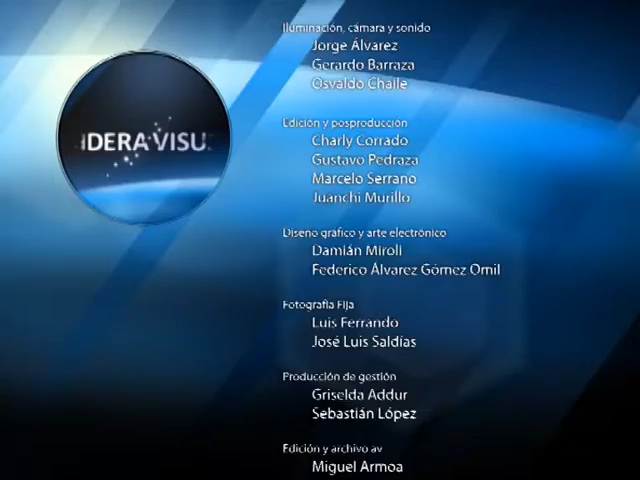 IDERA VISU
Iluminación, cámara y sonido
Jorge Álvarez
Gerardo Barraza
Osvaldo Chaile
Edición y posproducción
Charly Corrado
Gustavo Pedraza
Marcelo Serrano
Juanchi Murillo
Diseño gráfico y arte electrónico
Damián Miroli
Federico Álvarez Gómez Omil
Fotografía Fija
Luis Ferrando
José Luis Saldías
Producción de gestión
Griselda Addur
Sebastián López
Edición y archivo av
Miguel Armoa